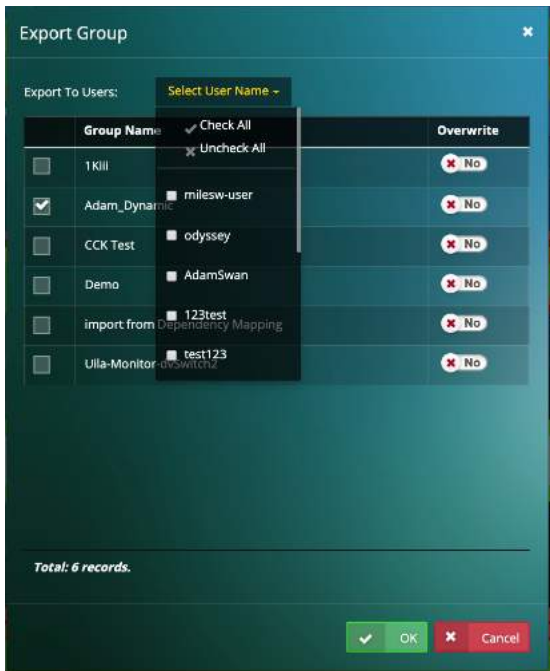 Export Group
Export To Users: Select User Name
Group Name Overwrite
Check All
Uncheck All
1Kiii No
milesw-user
Adam_Dynamic No
odyssey
CCK Test No
AdamSwan
Demo No
123test
import from Dependency Mapping No
test123
Uila-Monitor-dvSwitch2 No
Total: 6 records.
OK Cancel